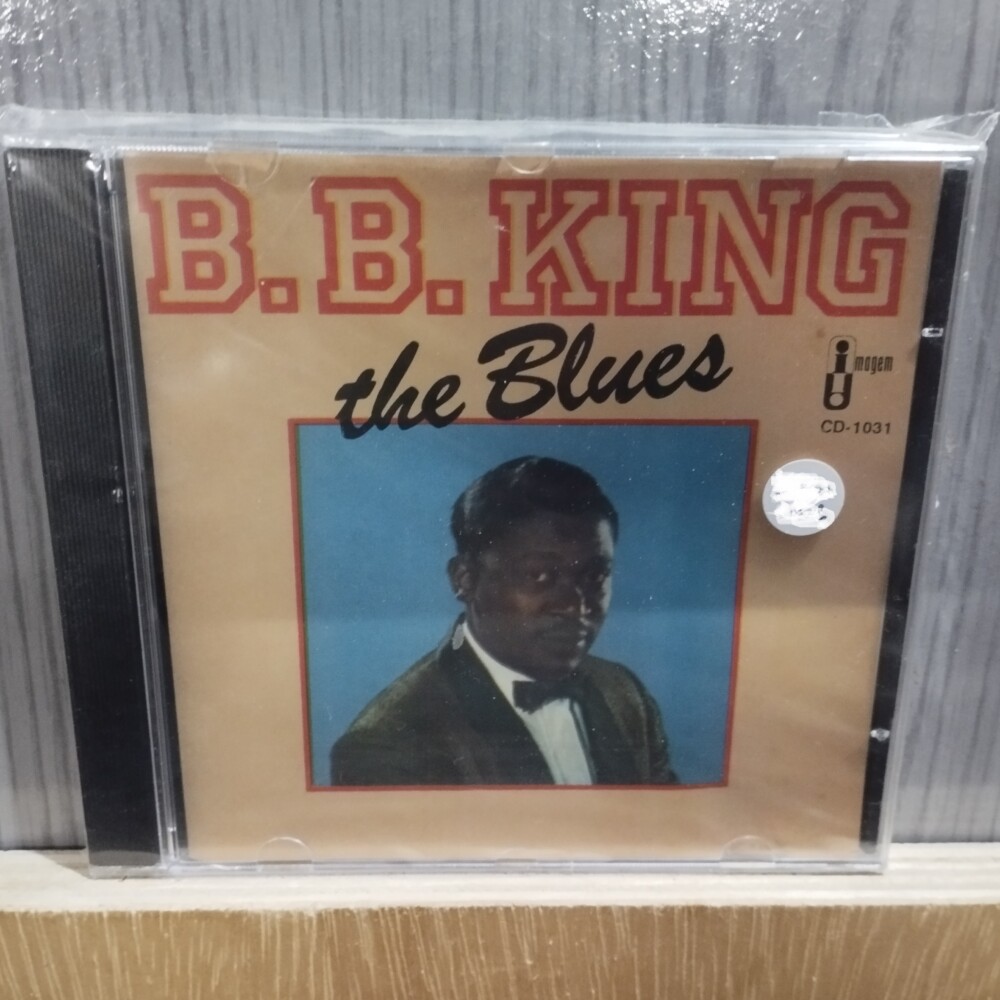 B.B.KING
the Blues
imagem
CD-1031